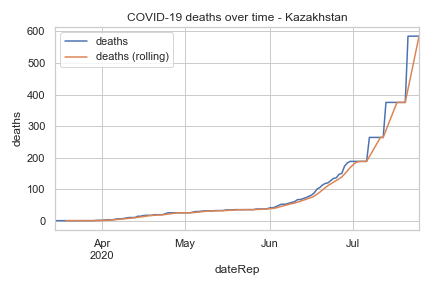 COVID-19 deaths over time - Kazakhstan
deaths
deaths (rolling)
600
500
400
300
200
100
0
deaths
Apr
2020
May
Jun
Jul
dateRep